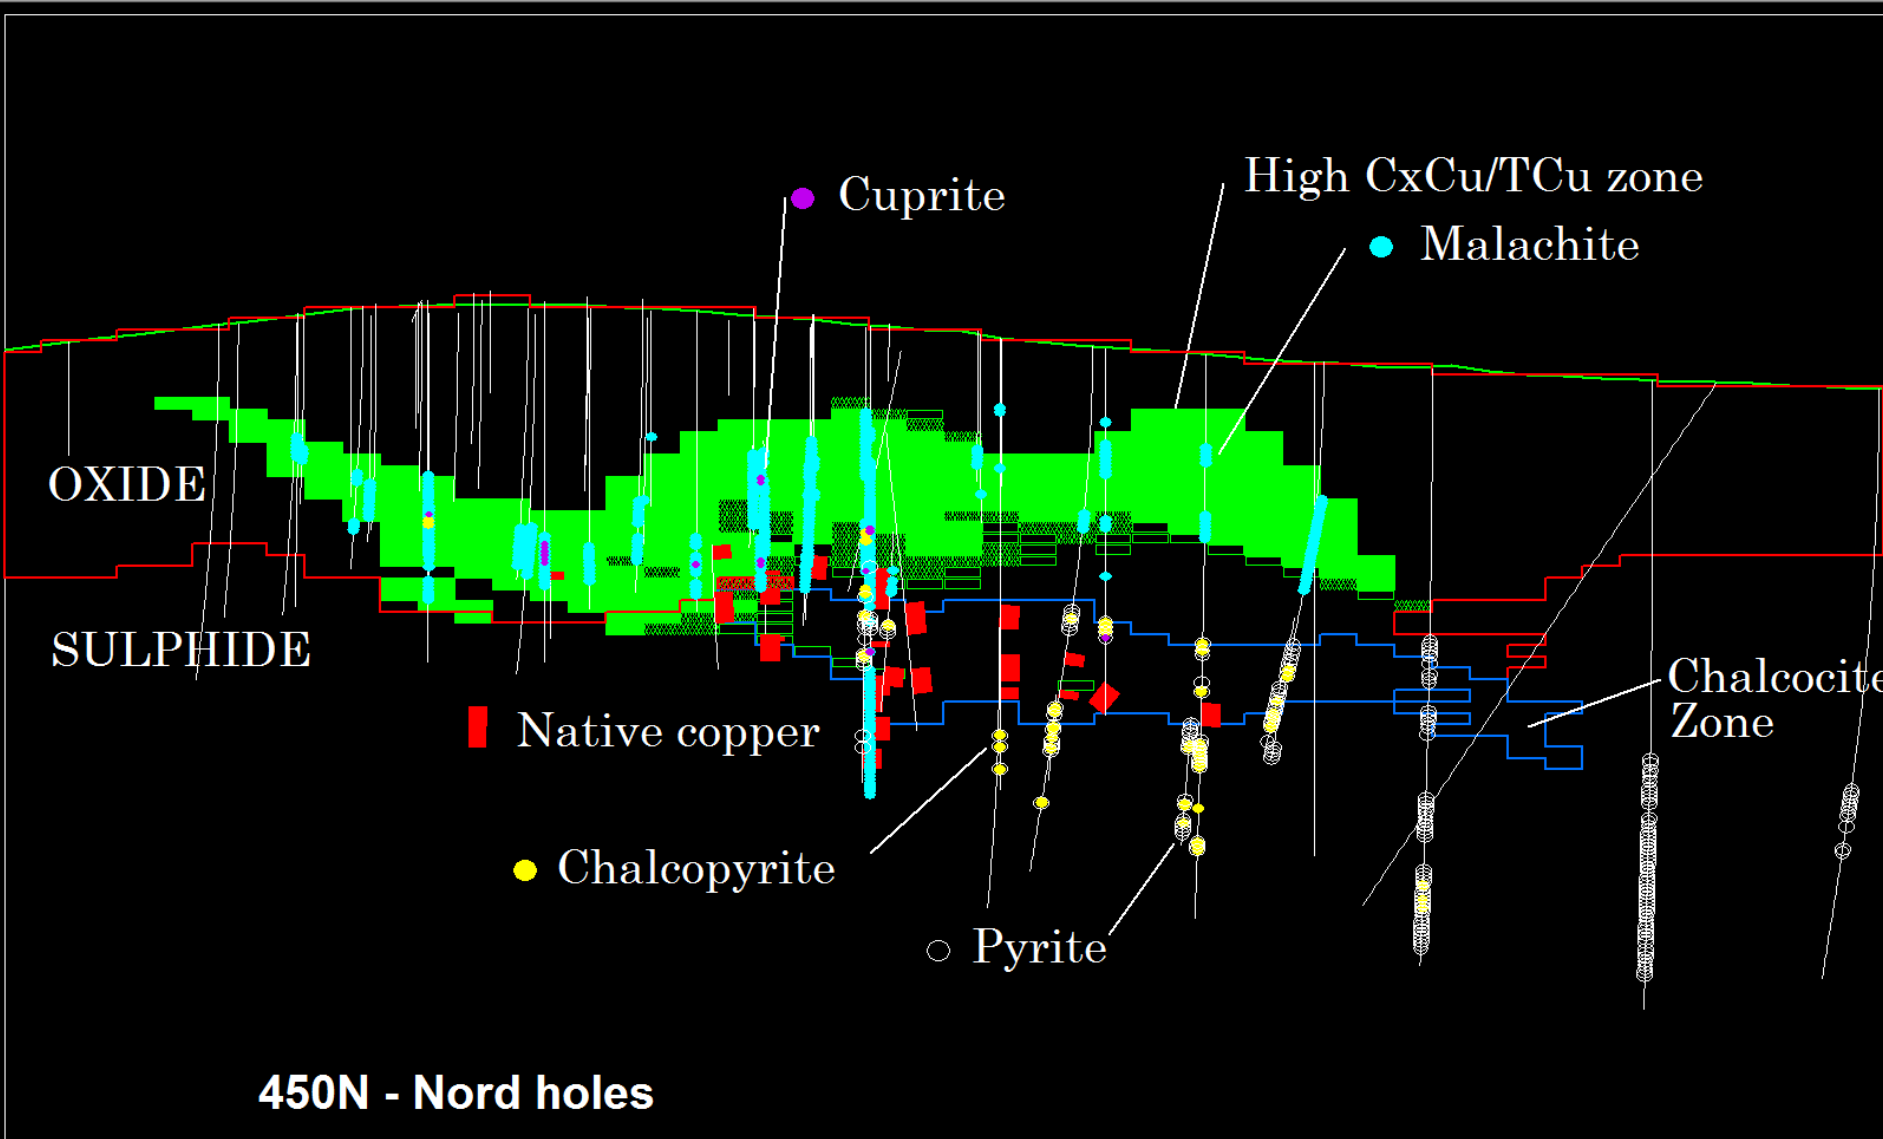 High CxCu/TCu zone
Cuprite
Malachite
OXIDE
SULPHIDE
Chalcocite
Zone
Native copper
Chalcopyrite
Pyrite
450N - Nord holes